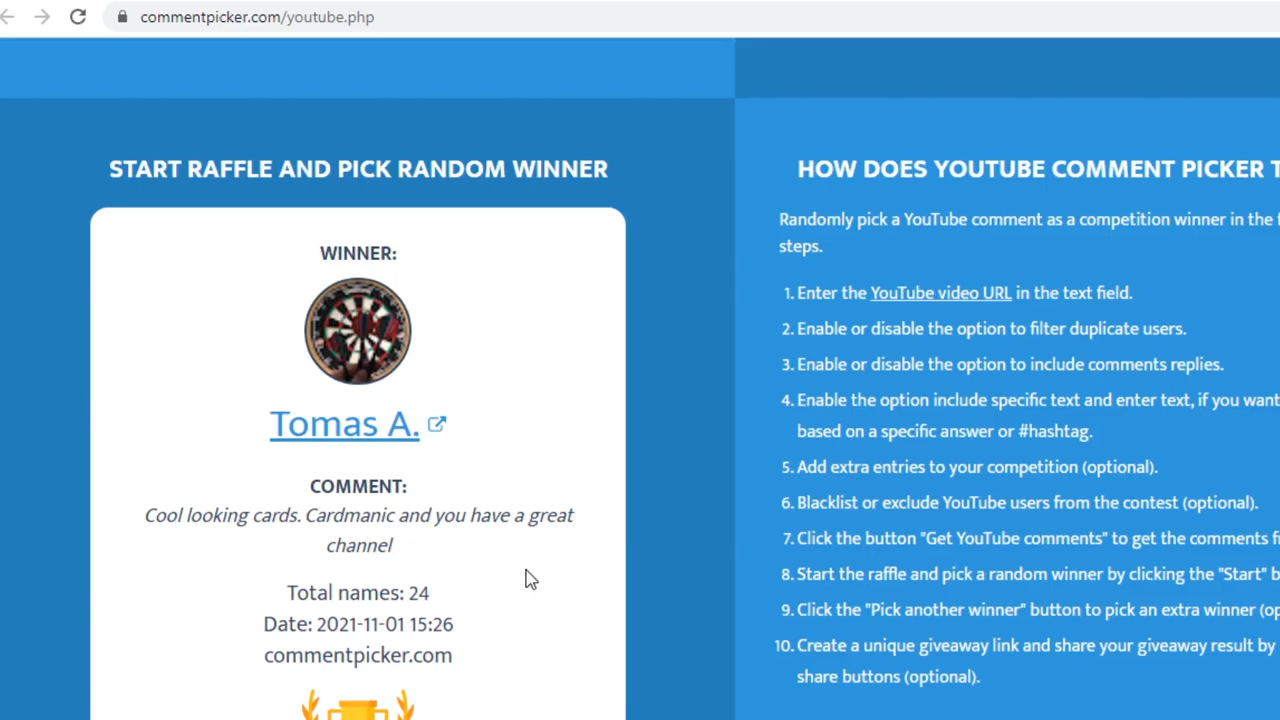 commentpicker.com/youtube.php
START RAFFLE AND PICK RANDOM WINNER
WINNER:
Tomas A.
COMMENT:
Cool looking cards. Cardmanic and you have a great
channel
Total names: 24
Date: 2021-11-01 15:26
commentpicker.com
HOW DOES YOUTUBE COMMENT PICKER
Randomly pick a YouTube comment as a competition winner in the
steps.
1. Enter the YouTube video URL in the text field.
2. Enable or disable the option to filter duplicate users.
3. Enable or disable the option to include comments replies.
4. Enable the option include specific text and enter text, if you want
based on a specific answer or #hashtag.
5. Add extra entries to your competition (optional).
6. Blacklist or exclude YouTube users from the contest (optional).
7. Click the button "Get YouTube comments" to get the comments
8. Start the raffle and pick a random winner by clicking the "Start"
9. Click the "Pick another winner" button to pick an extra winner
10. Create a unique giveaway link and share your giveaway result by
share buttons (optional).